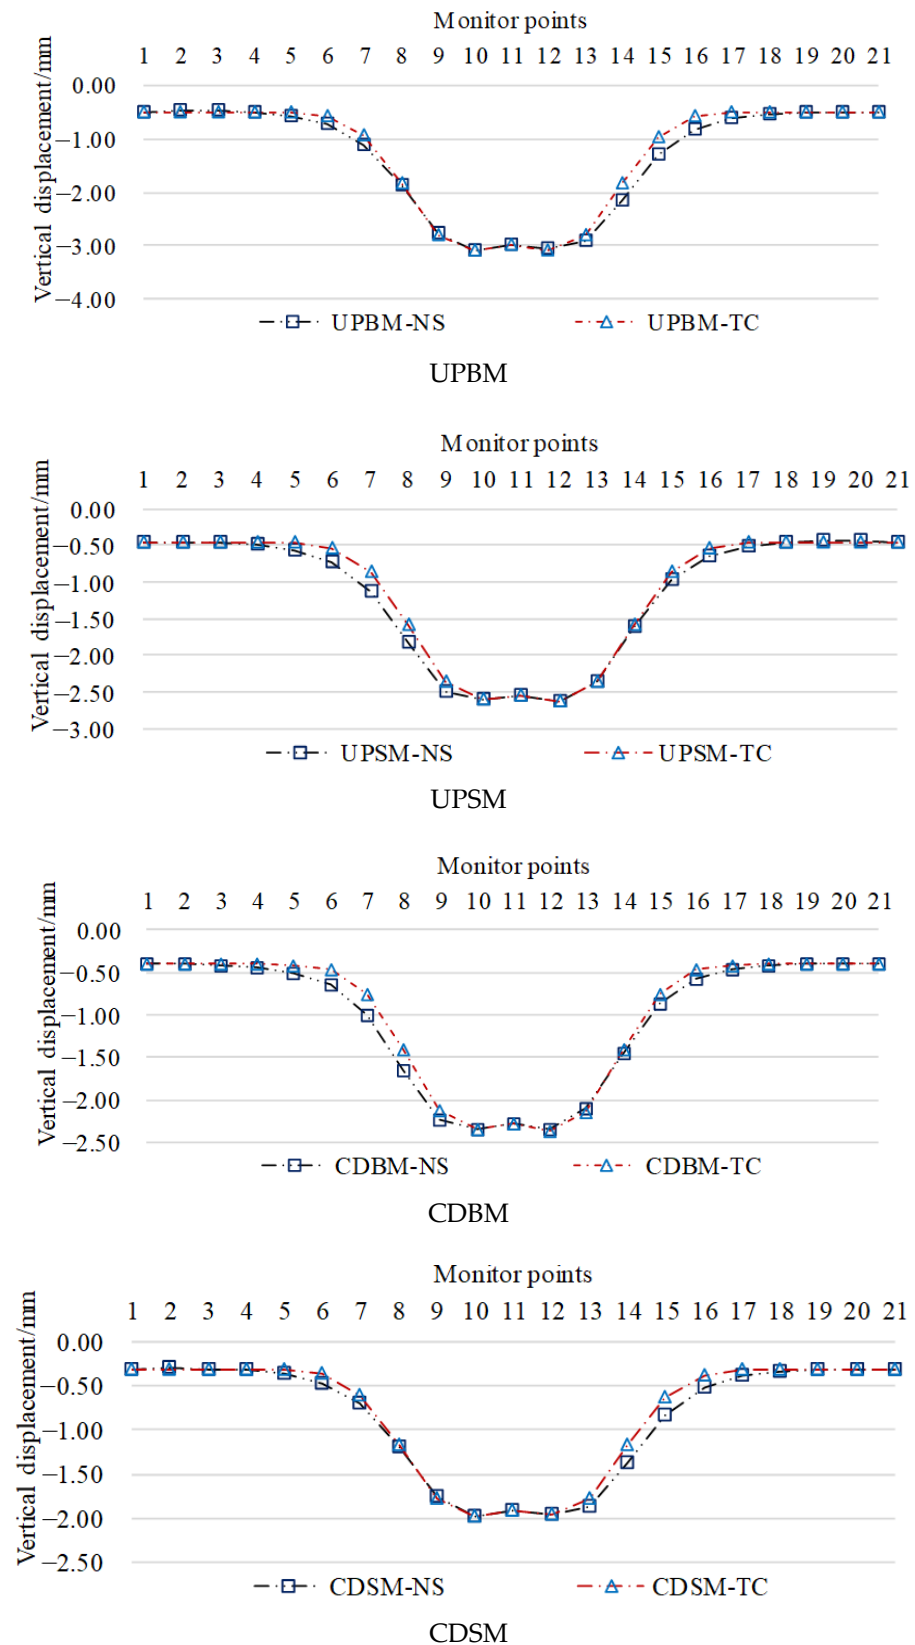 Monitor points
1 2 3 4 5 6 7 8 9 10 11 12 13 14 15 16 17 18 19 20 21
Vertical displacement/mm
0.00
−1.00
−2.00
−3.00
−4.00
UPBM-NS UPBM-TC
UPBM
Monitor points
1 2 3 4 5 6 7 8 9 10 11 12 13 14 15 16 17 18 19 20 21
Vertical displacement/mm
0.00
−0.50
−1.00
−1.50
−2.00
−2.50
−3.00
UPSM-NS UPSM-TC
UPSM
Monitor points
1 2 3 4 5 6 7 8 9 10 11 12 13 14 15 16 17 18 19 20 21
Vertical displacement/mm
0.00
−0.50
−1.00
−1.50
−2.00
−2.50
CDBM-NS CDBM-TC
CDBM
Monitor points
1 2 3 4 5 6 7 8 9 10 11 12 13 14 15 16 17 18 19 20 21
Vertical displacement/mm
0.00
−0.50
−1.00
−1.50
−2.00
−2.50
CDSM-NS CDSM-TC
CDSM